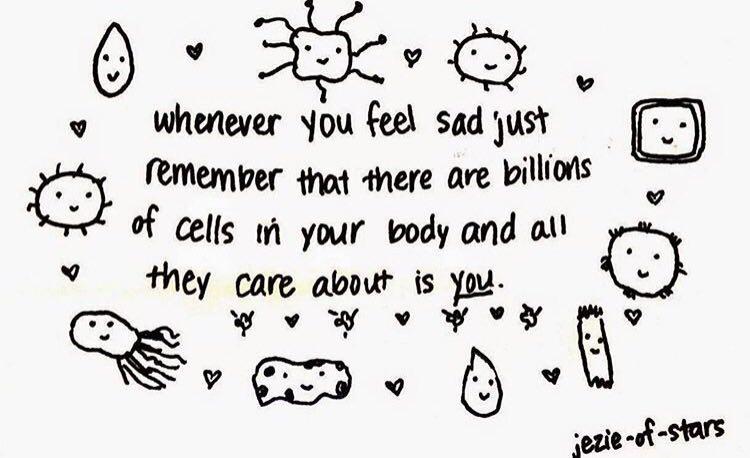 whenever you feel sad just
remember that there are billions
of cells in your body and all
they care about is you.
jezie-of-stars